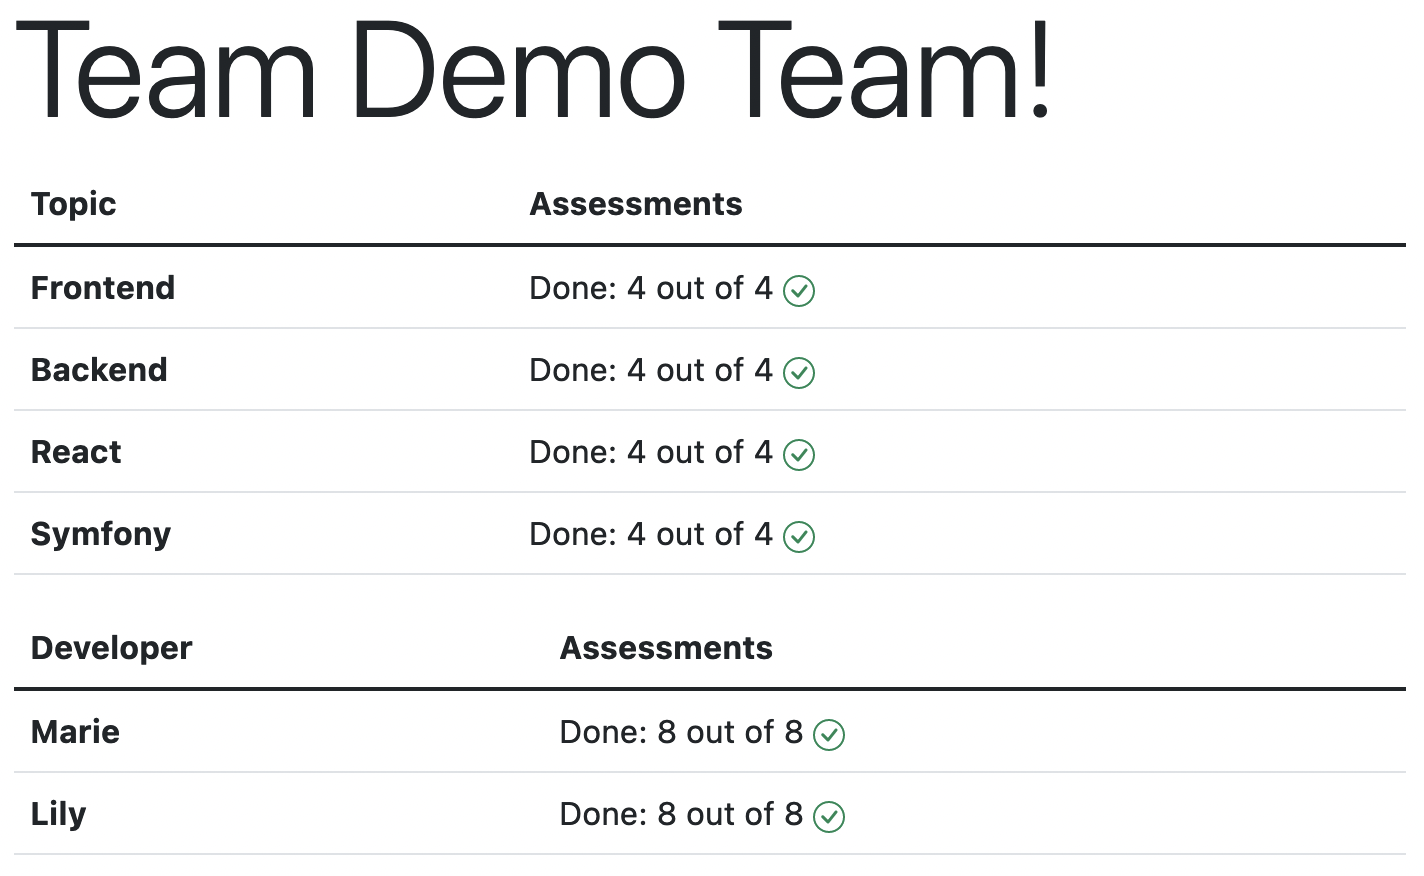 Team Demo Team!
Topic Assessments
Frontend Done: 4 out of 4
Backend Done: 4 out of 4
React Done: 4 out of 4
Symfony Done: 4 out of 4
Developer Assessments
Marie Done: 8 out of 8
Lily Done: 8 out of 8